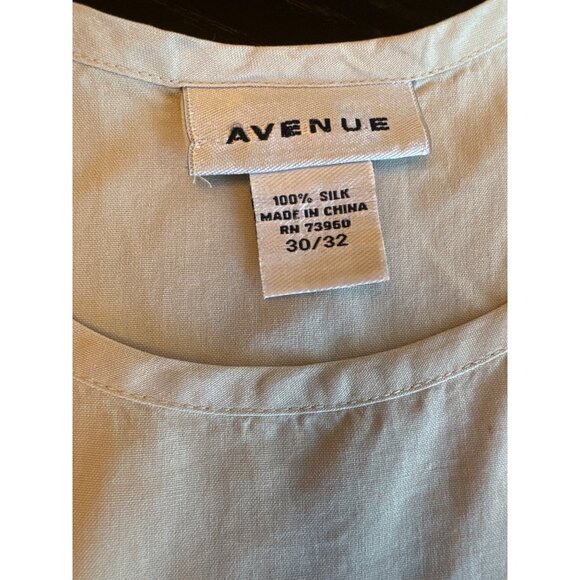 AVENUE
100% SILK
MADE IN CHINA
RN 73960
30/32